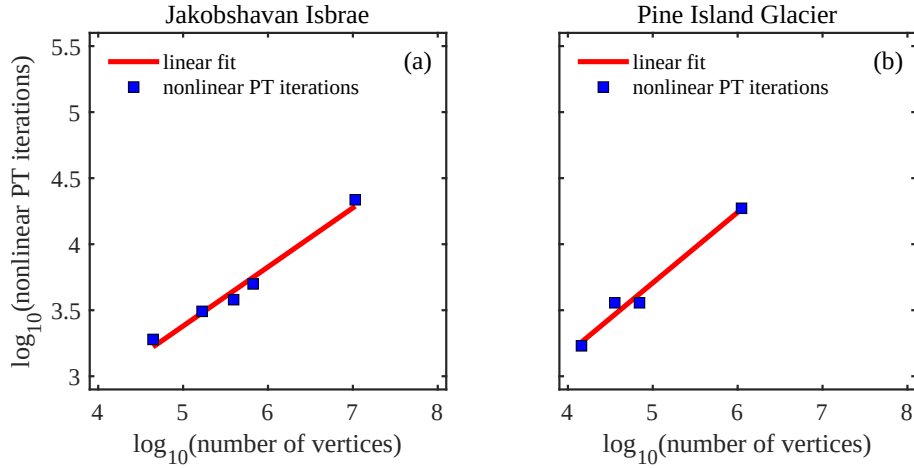 Jakobshavan Isbrae
(a)
linear fit
nonlinear PT iterations
5.5
5
4.5
4
3.5
3
log10(nonlinear PT iterations)
4 5 6 7 8
log10(number of vertices)
Pine Island Glacier
(b)
linear fit
nonlinear PT iterations
4 5 6 7 8
log10(number of vertices)